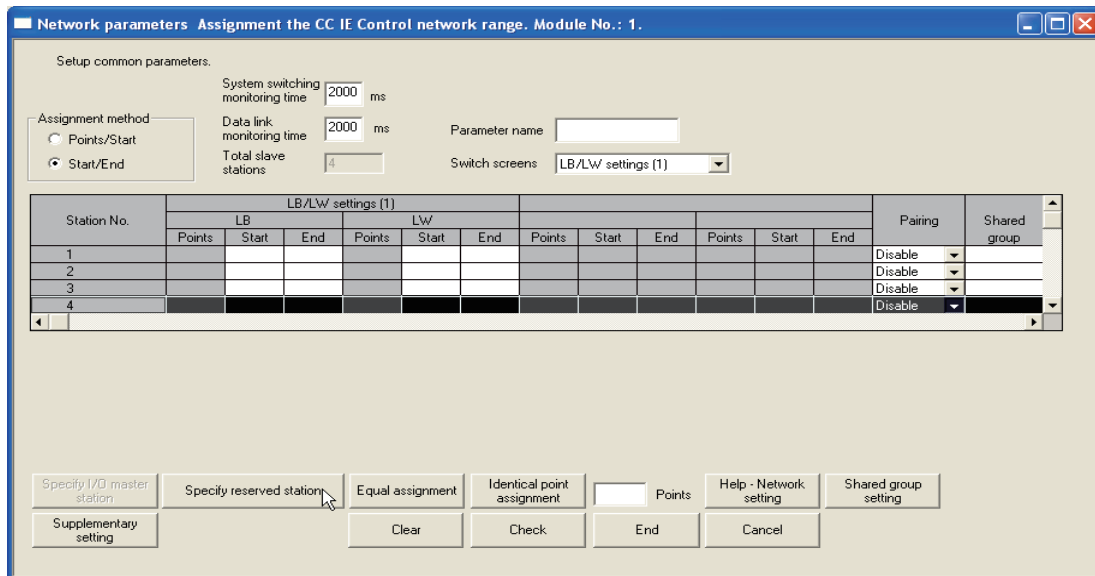 Network parameters  Assignment the CC IE Control network range. Module No.: 1.
Setup common parameters.
System switching monitoring time 2000 ms
Assignment method
Points/Start
Start/End
Data link monitoring time 2000 ms
Parameter name
Total slave stations 4
Switch screens LB/LW settings (1)
Station No. LB/LW settings (1) Pairing Shared group
LB LW
Points Start End Points Start End Points Start End Points Start End
1 Disable
2 Disable
3 Disable
4 Disable
Specify I/O master station
Specify reserved station
Equal assignment
Identical point assignment
Points
Help - Network setting
Shared group setting
Supplementary setting
Clear
Check
End
Cancel